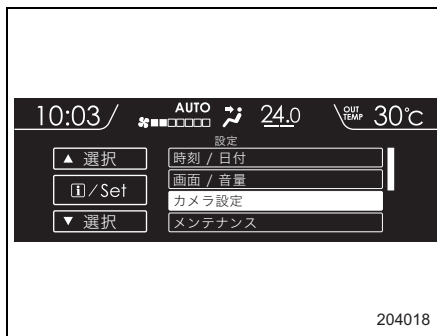 10:03 AUTO 24.0 OUT TEMP 30℃
設定
▲ 選択
時刻 / 日付
i/Set
画面 / 音量
カメラ設定
▼ 選択
メンテナンス
204018